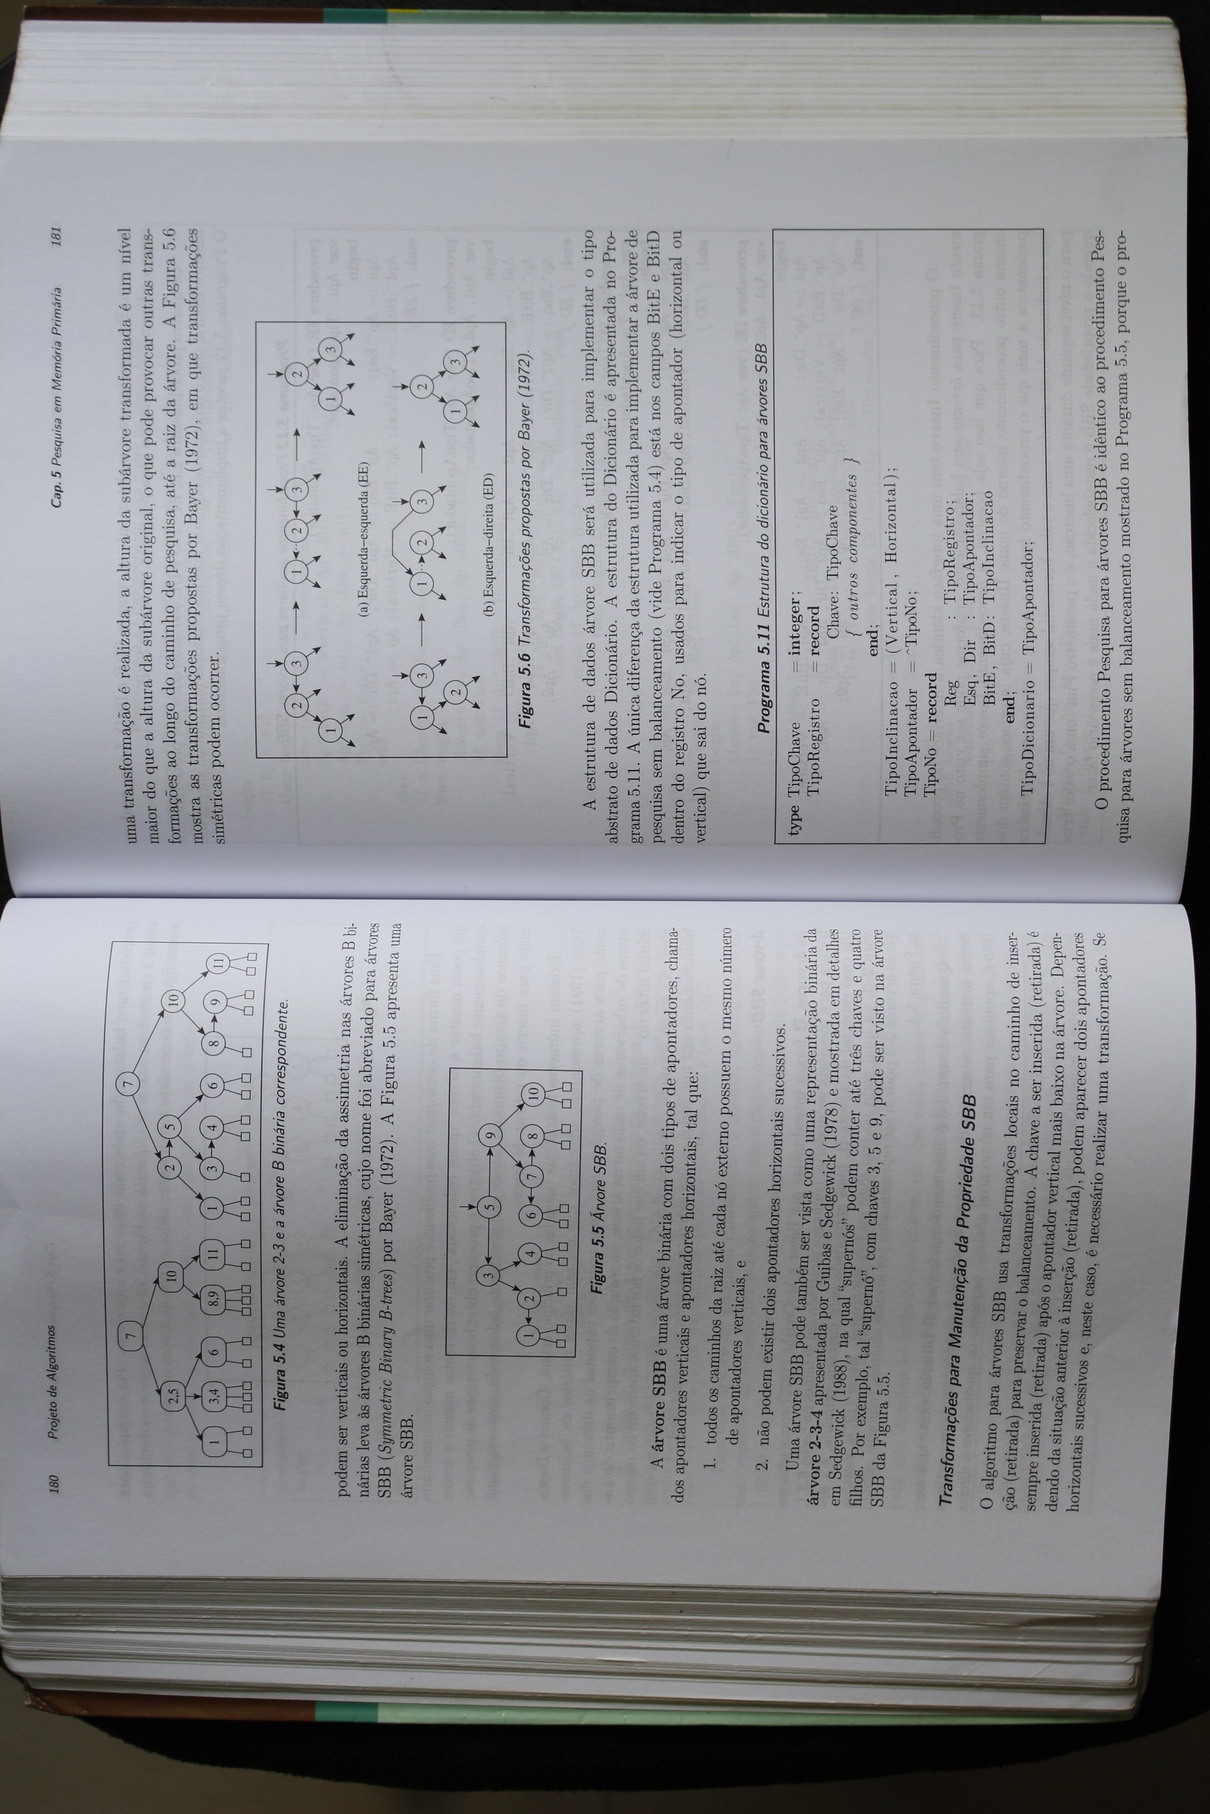 180 Projeto de Algoritmos
7 7
2,5 10 2 5 10
1 3,4 6 8,9 11 1 3 4 6 8 9 11
Figura 5.4 Uma árvore 2-3 e a árvore B binária correspondente.
podem ser verticais ou horizontais. A eliminação da assimetria nas árvores B bi-
nárias leva às árvores B binárias simétricas, cujo nome foi abreviado para árvores
SBB (Symmetric Binary B-trees) por Bayer (1972). A Figura 5.5 apresenta uma
árvore SBB.
3 5 9
1 2 4 6 7 8 10
Figura 5.5 Árvore SBB.
A árvore SBB é uma árvore binária com dois tipos de apontadores, chama-
dos apontadores verticais e apontadores horizontais, tal que:
1. todos os caminhos da raiz até cada nó externo possuem o mesmo número
de apontadores verticais, e
2. não podem existir dois apontadores horizontais sucessivos.
Uma árvore SBB pode também ser vista como uma representação binária da
árvore 2-3-4 apresentada por Guibas e Sedgewick (1978) e mostrada em detalhes
em Sedgewick (1988), na qual “supernós” podem conter até três chaves e quatro
filhos. Por exemplo, tal “supernó”, com chaves 3, 5 e 9, pode ser visto na árvore
SBB da Figura 5.5.
Transformações para Manutenção da Propriedade SBB
O algoritmo para árvores SBB usa transformações locais no caminho de inser-
ção (retirada) para preservar o balanceamento. A chave a ser inserida (retirada) é
sempre inserida (retirada) após o apontador vertical mais baixo na árvore. Depen-
dendo da situação anterior à inserção (retirada), podem aparecer dois apontadores
horizontais sucessivos e, neste caso, é necessário realizar uma transformação. Se
Cap. 5 Pesquisa em Memória Primária 181
uma transformação é realizada, a altura da subárvore transformada é um nível
maior do que a altura da subárvore original, o que pode provocar outras trans-
formações ao longo do caminho de pesquisa, até a raiz da árvore. A Figura 5.6
mostra as transformações propostas por Bayer (1972), em que transformações
simétricas podem ocorrer.
2 3 1 2 3 2
1 1 3
(a) Esquerda–esquerda (EE)
1 3 1 2 3 2
2 1 3
(b) Esquerda–direita (ED)
Figura 5.6 Transformações propostas por Bayer (1972).
A estrutura de dados árvore SBB será utilizada para implementar o tipo
abstrato de dados Dicionário. A estrutura do Dicionário é apresentada no Pro-
grama 5.11. A única diferença da estrutura utilizada para implementar a árvore de
pesquisa sem balanceamento (vide Programa 5.4) está nos campos BitE e BitD
dentro do registro No, usados para indicar o tipo de apontador (horizontal ou
vertical) que sai do nó.
Programa 5.11 Estrutura do dicionário para árvores SBB
type TipoChave = integer;
TipoRegistro = record
Chave: TipoChave
{ outros componentes }
end;
TipoInclinacao = (Vertical, Horizontal);
TipoApontador = ^TipoNo;
TipoNo = record
Reg : TipoRegistro;
Esq, Dir : TipoApontador;
BitE, BitD: TipoInclinacao
end;
TipoDicionario = TipoApontador;
O procedimento Pesquisa para árvores SBB é idêntico ao procedimento Pes-
quisa para árvores sem balanceamento mostrado no Programa 5.5, porque o pro-